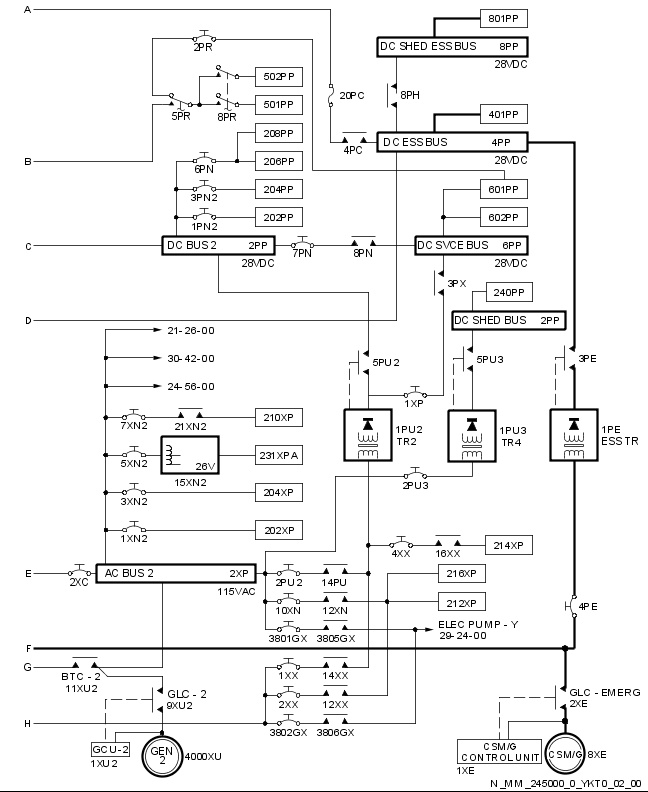 A
801PP
2PR
DC SHED ESS BUS 8PP
28VDC
502PP
20PC
8PH
501PP
5PR
8PR
401PP
208PP
4PC
DC ESS BUS 4PP
28VDC
B
206PP
6PN
204PP
3PN2
601PP
202PP
1PN2
602PP
C
DC BUS 2 2PP
28VDC
7PN
8PN
DC SVCE BUS 6PP
28VDC
3PX
240PP
D
DC SHED BUS 2PP
21-26-00
30-42-00
24-56-00
5PU2
5PU3
3PE
1XP
7XN2
21XN2
210XP
1PU2
TR2
1PU3
TR4
1PE
ESS TR
5XN2
26V
15XN2
231XPA
2PU3
3XN2
204XP
1XN2
202XP
4XX
16XX
214XP
E
2XC
AC BUS 2 2XP
115VAC
2PU2
14PU
216XP
10XN
12XN
212XP
4PE
3801GX
3805GX
ELEC PUMP - Y
29-24-00
F
G
BTC - 2
11XU2
1XX
14XX
GLC - 2
9XU2
2XX
12XX
GLC - EMERG
2XE
H
3802GX
3806GX
GCU-2
1XU2
GEN
2
4000XU
CSM/G
CONTROL UNIT
1XE
CSM/G
8XE
N_MM_245000_0_YKT0_02_00